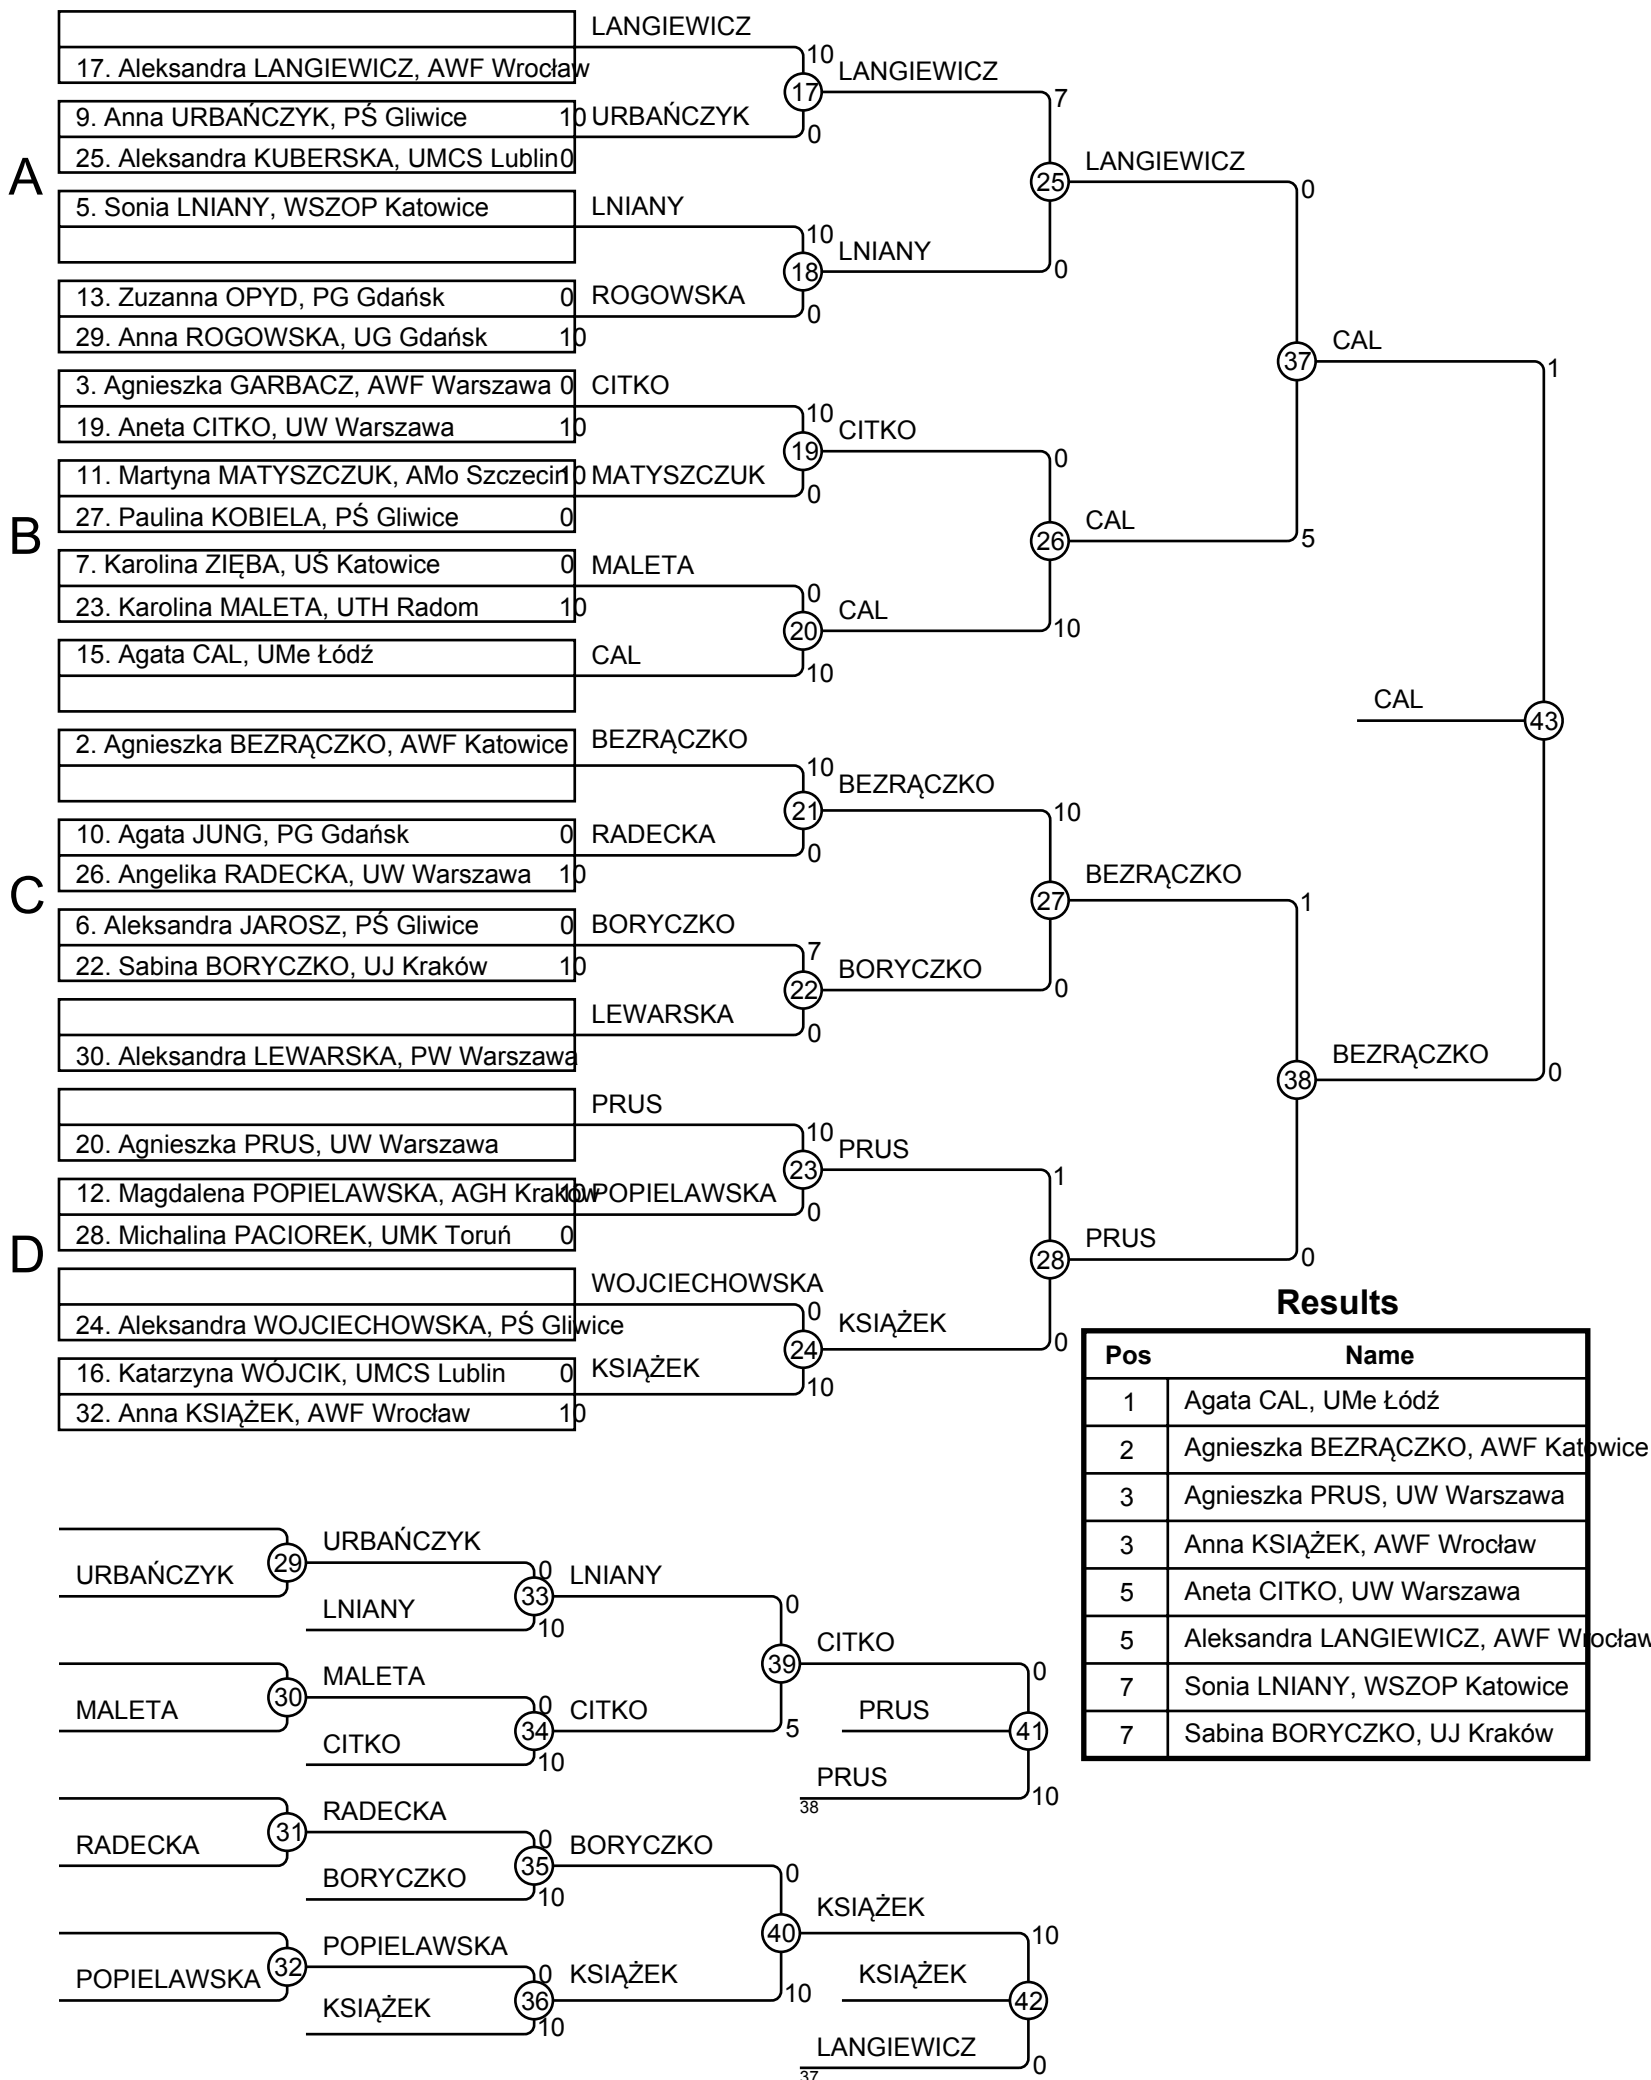 LANGIEWICZ
17. Aleksandra LANGIEWICZ, AWF Wrocław
10
LANGIEWICZ
17
7
9. Anna URBAŃCZYK, PŚ Gliwice 10
URBAŃCZYK
0
25. Aleksandra KUBERSKA, UMCS Lublin 0
A
25
LANGIEWICZ
0
5. Sonia LNIANY, WSZOP Katowice
LNIANY
10
LNIANY
18
0
13. Zuzanna OPYD, PG Gdańsk 0
ROGOWSKA
0
29. Anna ROGOWSKA, UG Gdańsk 10
37
CAL
1
3. Agnieszka GARBACZ, AWF Warszawa 0
CITKO
10
19. Aneta CITKO, UW Warszawa 10
CITKO
19
0
11. Martyna MATYSZCZUK, AMo Szczecin 10
MATYSZCZUK
0
27. Paulina KOBIELA, PŚ Gliwice 0
B
26
CAL
5
7. Karolina ZIĘBA, UŚ Katowice 0
MALETA
0
23. Karolina MALETA, UTH Radom 10
CAL
20
10
15. Agata CAL, UMe Łódź
CAL
10
CAL
43
2. Agnieszka BEZRĄCZKO, AWF Katowice
BEZRĄCZKO
10
BEZRĄCZKO
21
10
10. Agata JUNG, PG Gdańsk 0
RADECKA
0
26. Angelika RADECKA, UW Warszawa 10
C
27
BEZRĄCZKO
1
6. Aleksandra JAROSZ, PŚ Gliwice 0
BORYCZKO
7
22. Sabina BORYCZKO, UJ Kraków 10
BORYCZKO
22
0
LEWARSKA
0
30. Aleksandra LEWARSKA, PW Warszawa
38
BEZRĄCZKO
0
PRUS
10
20. Agnieszka PRUS, UW Warszawa
PRUS
23
1
12. Magdalena POPIELAWSKA, AGH Kraków 10
POPIELAWSKA
0
28. Michalina PACIOREK, UMK Toruń 0
D
28
PRUS
0
WOJCIECHOWSKA
0
24. Aleksandra WOJCIECHOWSKA, PŚ Gliwice
KSIĄŻEK
24
0
16. Katarzyna WÓJCIK, UMCS Lublin 0
KSIĄŻEK
10
32. Anna KSIĄŻEK, AWF Wrocław 10
Results
Pos Name
1 Agata CAL, UMe Łódź
2 Agnieszka BEZRĄCZKO, AWF Katowice
3 Agnieszka PRUS, UW Warszawa
3 Anna KSIĄŻEK, AWF Wrocław
5 Aneta CITKO, UW Warszawa
5 Aleksandra LANGIEWICZ, AWF Wrocław
7 Sonia LNIANY, WSZOP Katowice
7 Sabina BORYCZKO, UJ Kraków
URBAŃCZYK
29
URBAŃCZYK
0
33
LNIANY
0
LNIANY
10
39
CITKO
0
MALETA
30
MALETA
0
34
CITKO
5
CITKO
10
PRUS
41
PRUS
10
38
RADECKA
31
RADECKA
0
35
BORYCZKO
0
BORYCZKO
10
40
KSIĄŻEK
10
POPIELAWSKA
32
POPIELAWSKA
0
36
KSIĄŻEK
10
KSIĄŻEK
10
KSIĄŻEK
42
LANGIEWICZ
0
37